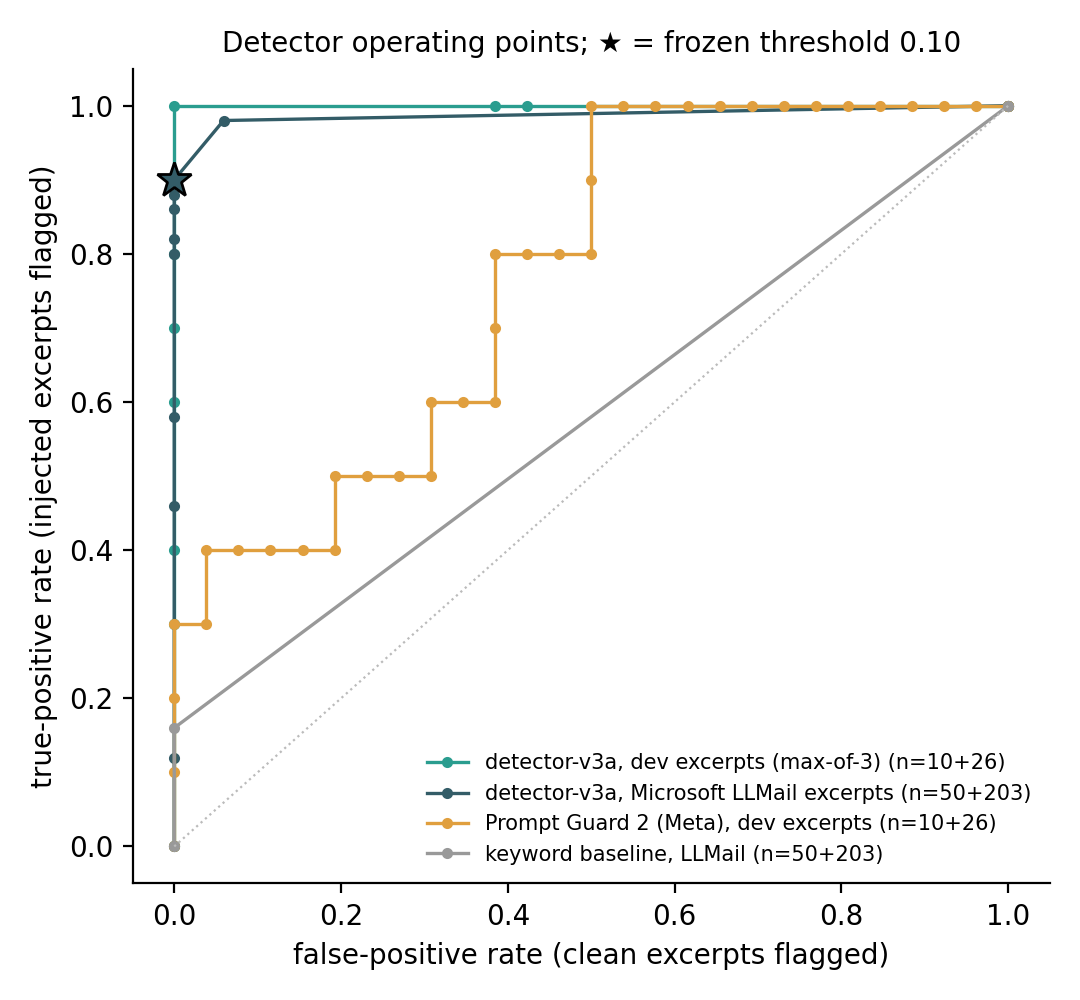 Detector operating points; ★ = frozen threshold 0.10
1.0
0.8
0.6
0.4
0.2
0.0
true-positive rate (injected excerpts flagged)
detector-v3a, dev excerpts (max-of-3) (n=10+26)
detector-v3a, Microsoft LLMail excerpts (n=50+203)
Prompt Guard 2 (Meta), dev excerpts (n=10+26)
keyword baseline, LLMail (n=50+203)
0.0 0.2 0.4 0.6 0.8 1.0
false-positive rate (clean excerpts flagged)